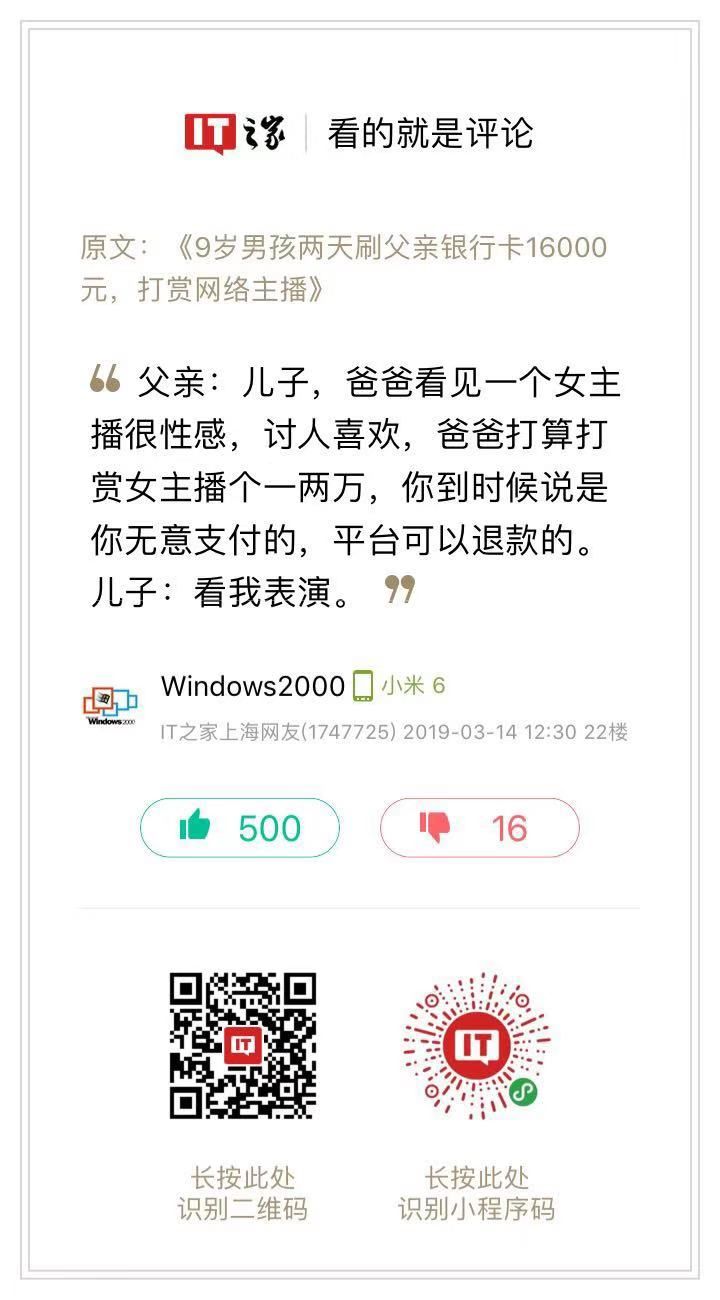 IT之家 | 看的就是评论
原文：《9岁男孩两天刷父亲银行卡16000
元，打赏网络主播》
“ 父亲：儿子，爸爸看见一个女主
播很性感，讨人喜欢，爸爸打算打
赏女主播个一两万，你到时候说是
你无意支付的，平台可以退款的。
儿子：看我表演。 ”
Windows2000 小米 6
Windows2000
IT之家上海网友(1747725) 2019-03-14 12:30 22楼
500 16
IT IT
长按此处 长按此处
识别二维码 识别小程序码